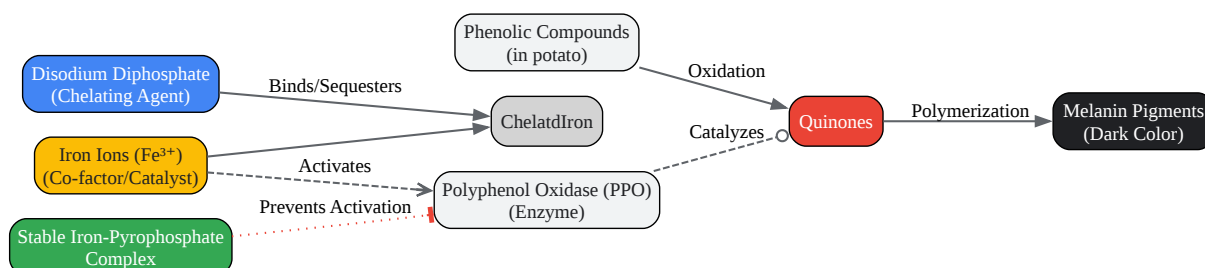 Phenolic Compounds
(in potato)
Disodium Diphosphate
(Chelating Agent)
Binds/Sequesters
Oxidation
ChelatdIron
Catalyzes
Quinones
Polymerization
Melanin Pigments
(Dark Color)
Iron Ions (Fe³⁺)
(Co-factor/Catalyst)
Activates
Polyphenol Oxidase (PPO)
(Enzyme)
Prevents Activation
Stable Iron-Pyrophosphate
Complex